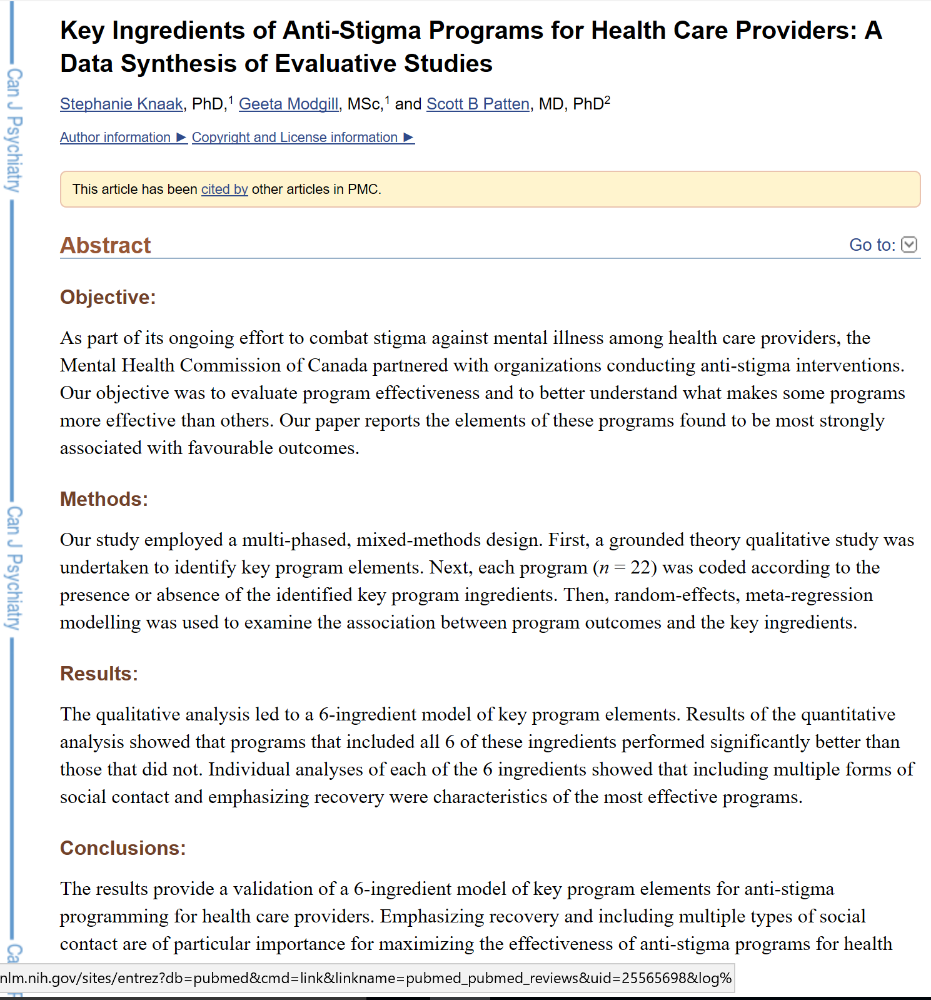 Key Ingredients of Anti-Stigma Programs for Health Care Providers: A
Data Synthesis of Evaluative Studies
Stephanie Knaak, PhD,1 Geeta Modgill, MSc,1 and Scott B Patten, MD, PhD2
Author information ► Copyright and License information ►
This article has been cited by other articles in PMC.
Abstract
Go to:
Objective:
As part of its ongoing effort to combat stigma against mental illness among health care providers, the
Mental Health Commission of Canada partnered with organizations conducting anti-stigma interventions.
Our objective was to evaluate program effectiveness and to better understand what makes some programs
more effective than others. Our paper reports the elements of these programs found to be most strongly
associated with favourable outcomes.
Methods:
Our study employed a multi-phased, mixed-methods design. First, a grounded theory qualitative study was
undertaken to identify key program elements. Next, each program (n = 22) was coded according to the
presence or absence of the identified key program ingredients. Then, random-effects, meta-regression
modelling was used to examine the association between program outcomes and the key ingredients.
Results:
The qualitative analysis led to a 6-ingredient model of key program elements. Results of the quantitative
analysis showed that programs that included all 6 of these ingredients performed significantly better than
those that did not. Individual analyses of each of the 6 ingredients showed that including multiple forms of
social contact and emphasizing recovery were characteristics of the most effective programs.
Conclusions:
The results provide a validation of a 6-ingredient model of key program elements for anti-stigma
programming for health care providers. Emphasizing recovery and including multiple types of social
contact are of particular importance for maximizing the effectiveness of anti-stigma programs for health
nlm.nih.gov/sites/entrez?db=pubmed&cmd=link&linkname=pubmed_pubmed_reviews&uid=25565698&log%
Can J Psychiatry
Can J Psychiatry
Ca